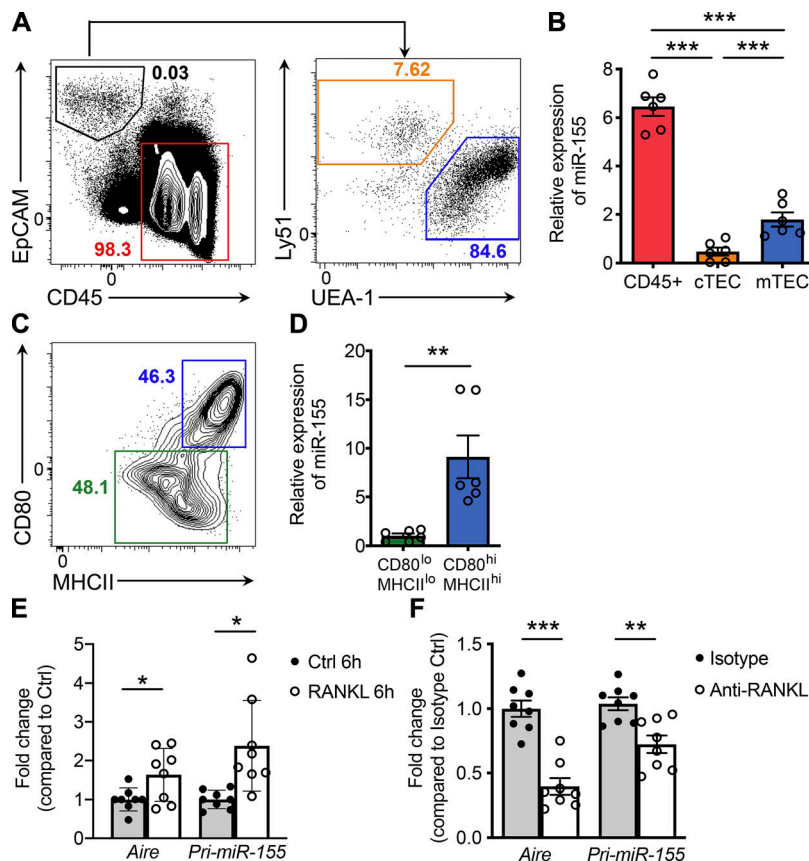 A
0.03
EpCAM
0
98.3
0
CD45
7.62
Ly51
0
84.6
0
UEA-1
B
***
***
***
Relative expression
of miR-155
8
6
4
2
0
CD45+
cTEC
mTEC
C
46.3
CD80
0
48.1
0
MHCII
D
**
Relative expression
of miR-155
20
15
10
5
0
CD80lo
MHCIIlo
CD80hi
MHCIIhi
E
Fold change
(compared to Ctrl)
5
4
3
2
1
0
*
*
Ctrl 6h
RANKL 6h
Aire
Pri-miR-155
F
Fold change
(compared to Isotype Ctrl)
1.5
1.0
0.5
0.0
***
**
Isotype
Anti-RANKL
Aire
Pri-miR-155